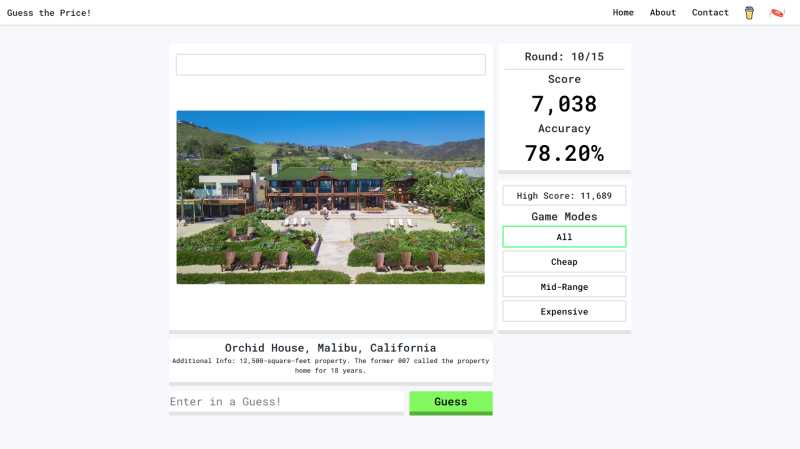 Guess the Price!
Home About Contact
Round: 10/15
Score
7,038
Accuracy
78.20%
High Score: 11,689
Game Modes
All
Cheap
Mid-Range
Expensive
Orchid House, Malibu, California
Additional Info: 12,500-square-feet property. The former 007 called the property
home for 18 years.
Enter in a Guess!
Guess